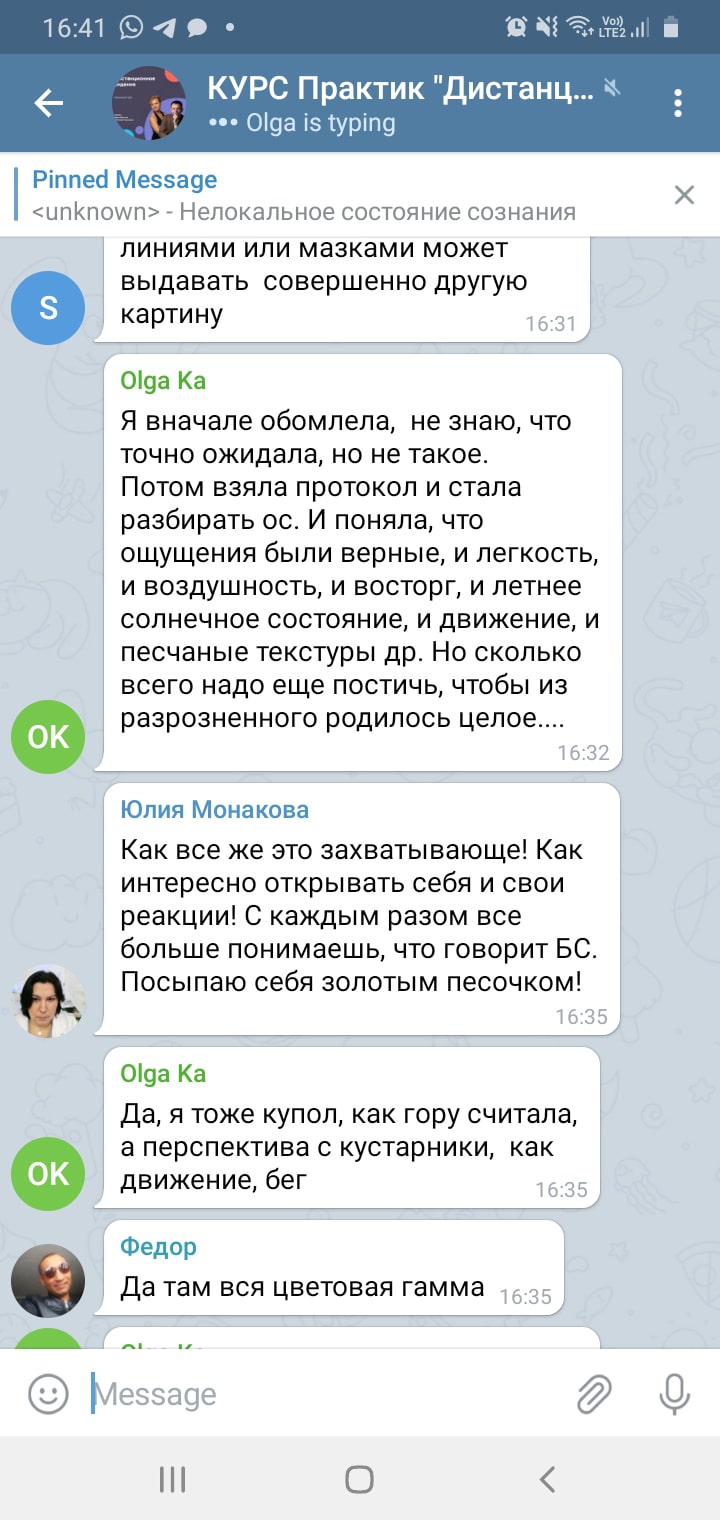 16:41
Vo))
LTE2
КУРС Практик "Дистанц...
Olga is typing
Pinned Message
<unknown> - Нелокальное состояние сознания
линиями или мазками может
выдавать  совершенно другую
картину
16:31
S
Olga Ka
Я вначале обомлела,  не знаю, что
точно ожидала, но не такое.
Потом взяла протокол и стала
разбирать ос. И поняла, что
ощущения были верные, и легкость,
и воздушность, и восторг, и летнее
солнечное состояние, и движение, и
песчаные текстуры др. Но сколько
всего надо еще постичь, чтобы из
разрозненного родилось целое....
16:32
OK
Юлия Монакова
Как все же это захватывающе! Как
интересно открывать себя и свои
реакции! С каждым разом все
больше понимаешь, что говорит БС.
Посыпаю себя золотым песочком!
16:35
Olga Ka
Да, я тоже купол, как гору считала,
а перспектива с кустарники,  как
движение, бег
16:35
OK
Федор
Да там вся цветовая гамма
16:35
Olga Ka
Message